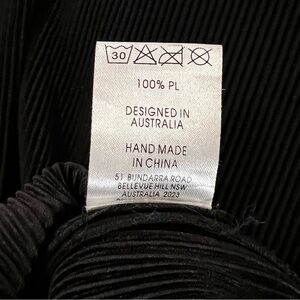 30
100% PL
DESIGNED IN
AUSTRALIA
HAND MADE
IN CHINA
51 BUNDARRA ROAD
BELLEVUE HILL NSW
AUSTRALIA 2023